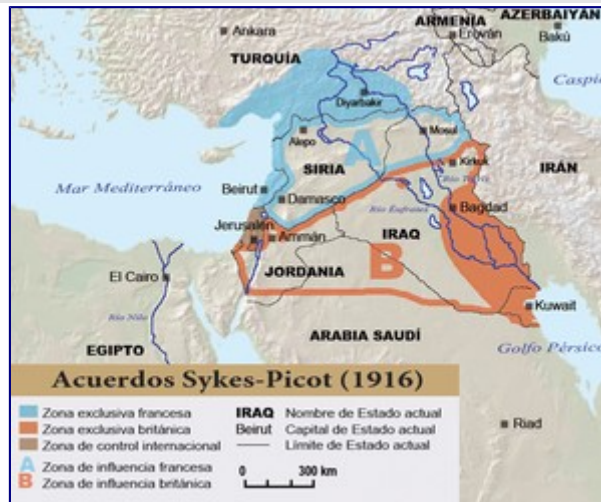 ARMENIA
AZERBAIYÁN
Ankara
Ereván
Bakú
TURQUÍA
Caspio
Diyarbakir
Alepo
A
Mosul
SIRIA
Kirkuk
IRÁN
Mar Mediterráneo
Beirut
Río Tigris
Damasco
Río Eufrates
Bagdad
Jerusalén
IRAQ
Ammán
B
El Cairo
JORDANIA
Kuwait
Río Nilo
ARABIA SAUDÍ
Golfo Pérsico
EGIPTO
Acuerdos Sykes-Picot (1916)
Riad
Zona exclusiva francesa
Zona exclusiva británica
Zona de control internacional
A Zona de influencia francesa
B Zona de influencia británica
IRAQ Nombre de Estado actual
Beirut Capital de Estado actual
Límite de Estado actual
0 300 km